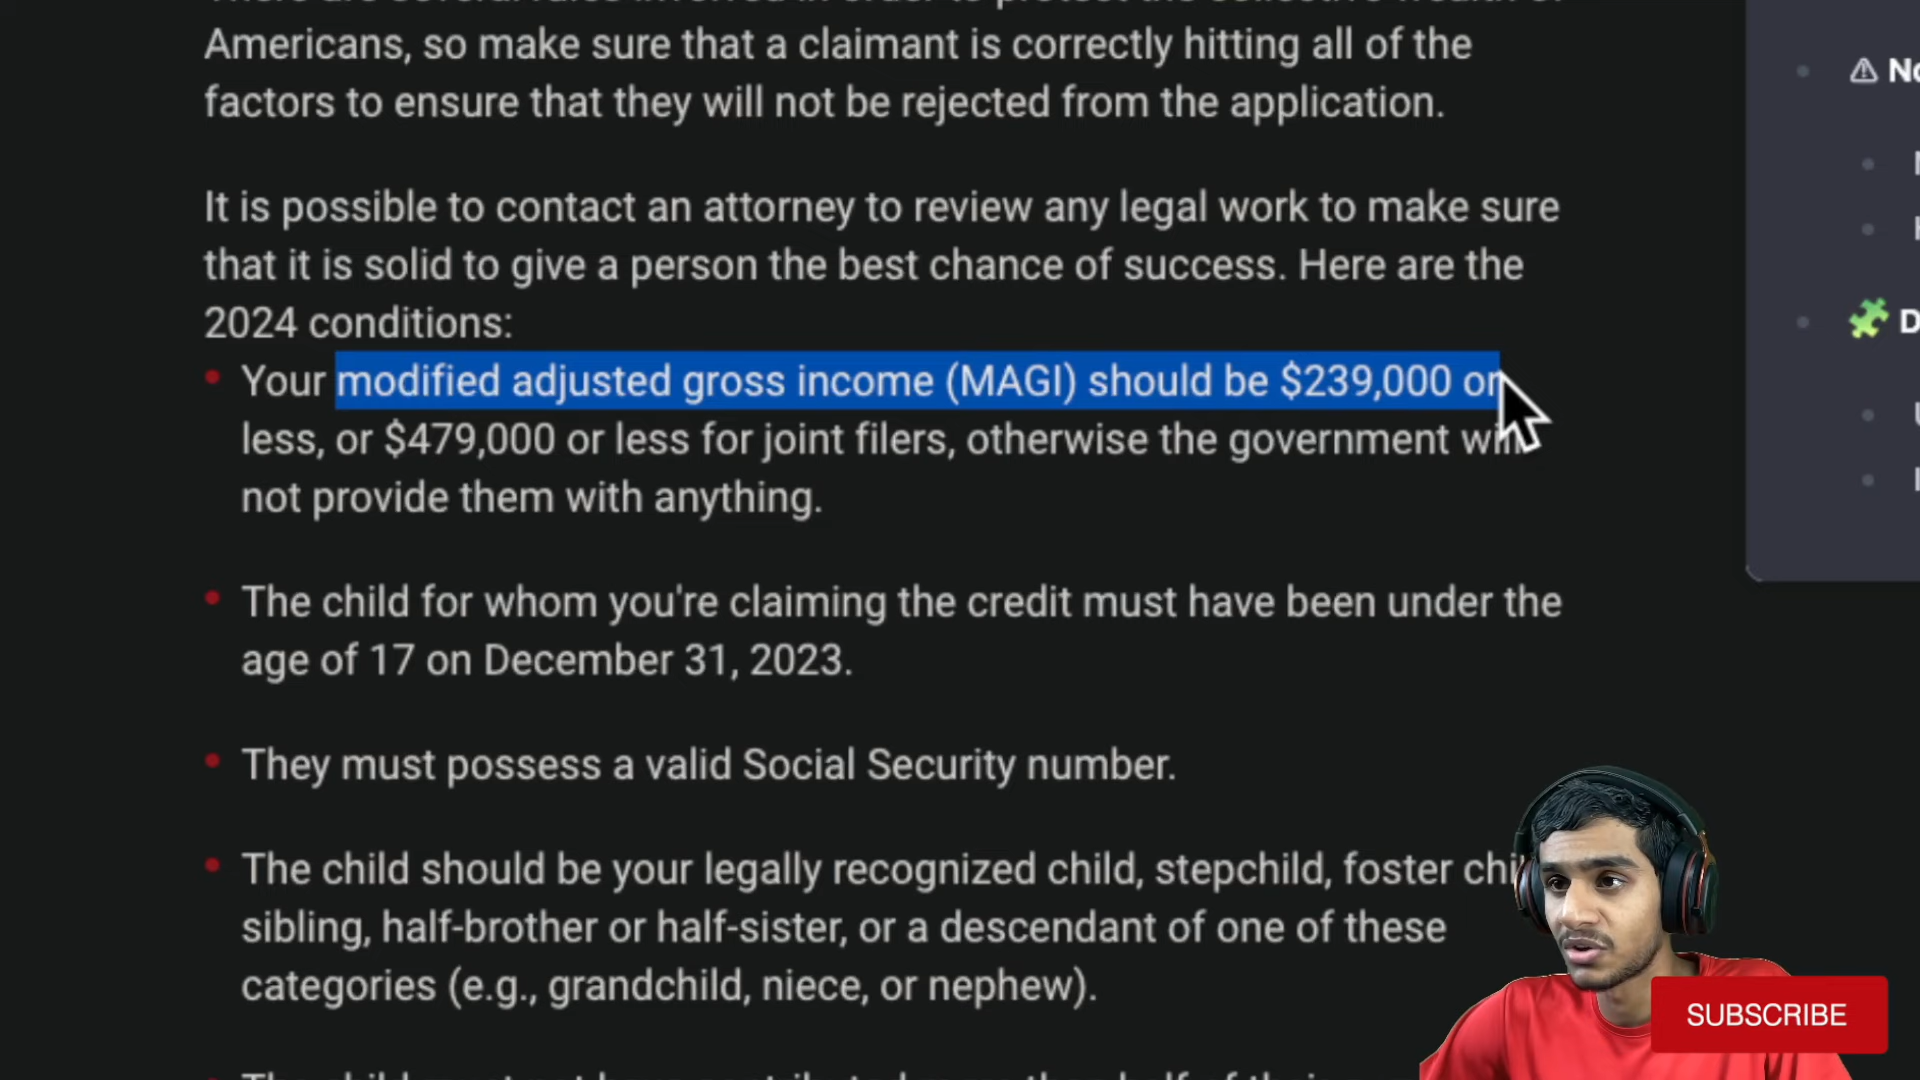 Americans, so make sure that a claimant is correctly hitting all of the
factors to ensure that they will not be rejected from the application.
It is possible to contact an attorney to review any legal work to make sure
that it is solid to give a person the best chance of success. Here are the
2024 conditions:
Your modified adjusted gross income (MAGI) should be $239,000 or
less, or $479,000 or less for joint filers, otherwise the government will
not provide them with anything.
The child for whom you're claiming the credit must have been under the
age of 17 on December 31, 2023.
They must possess a valid Social Security number.
The child should be your legally recognized child, stepchild, foster
sibling, half-brother or half-sister, or a descendant of one of these
categories (e.g., grandchild, niece, or nephew).
SUBSCRIBE